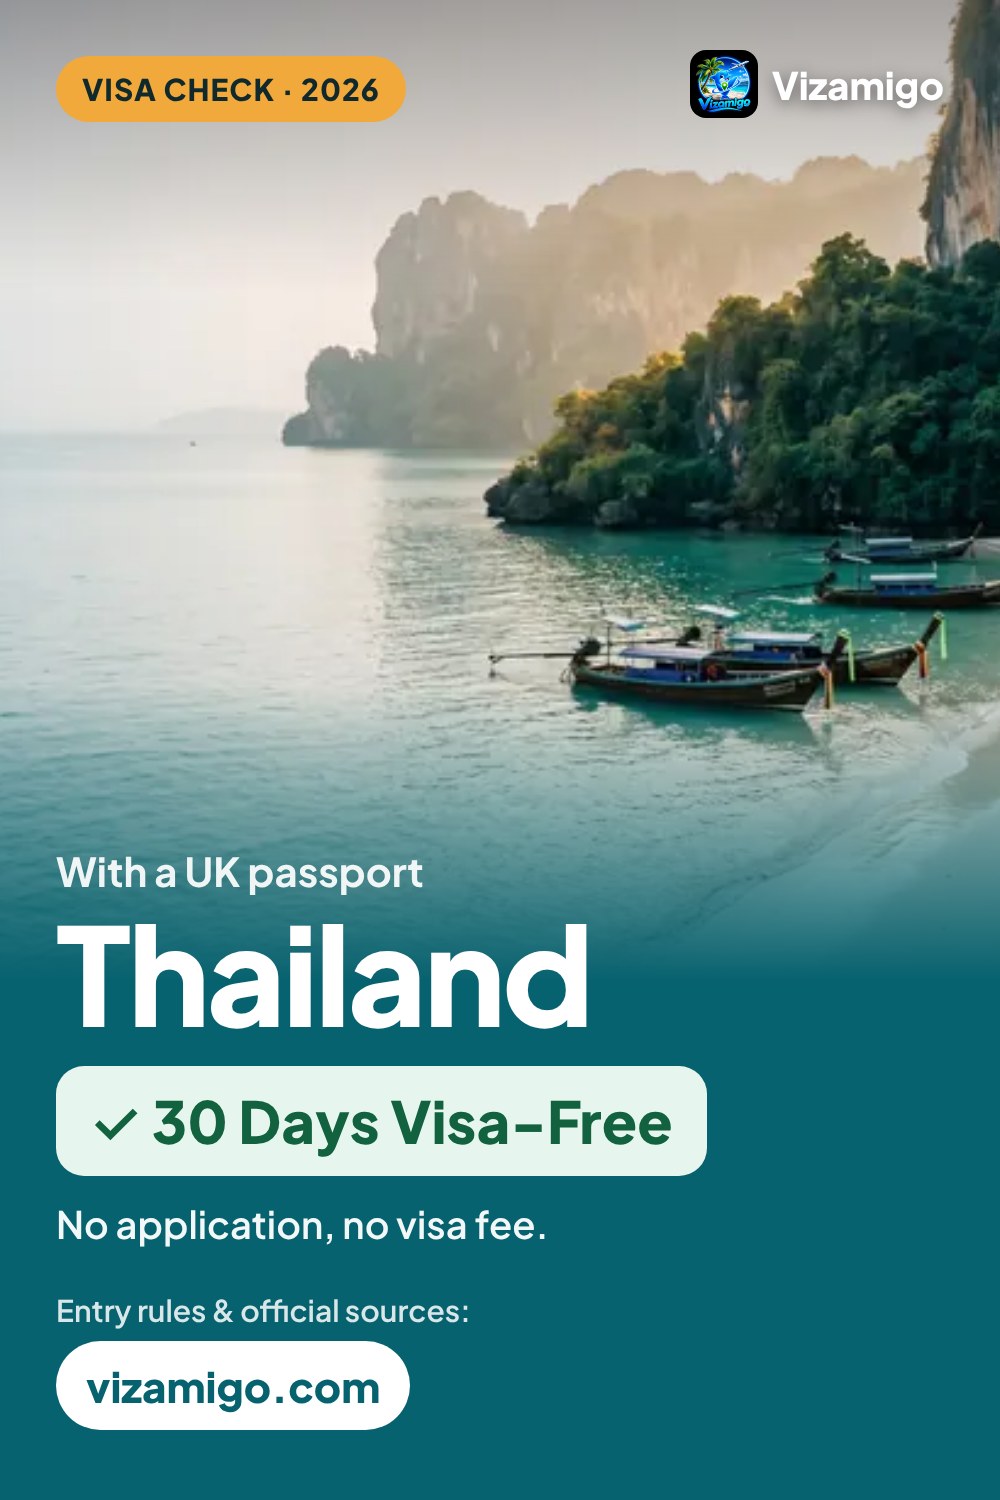 VISA CHECK · 2026
Vizamigo
Vizamigo
With a UK passport
Thailand
✓ 30 Days Visa-Free
No application, no visa fee.
Entry rules & official sources:
vizamigo.com